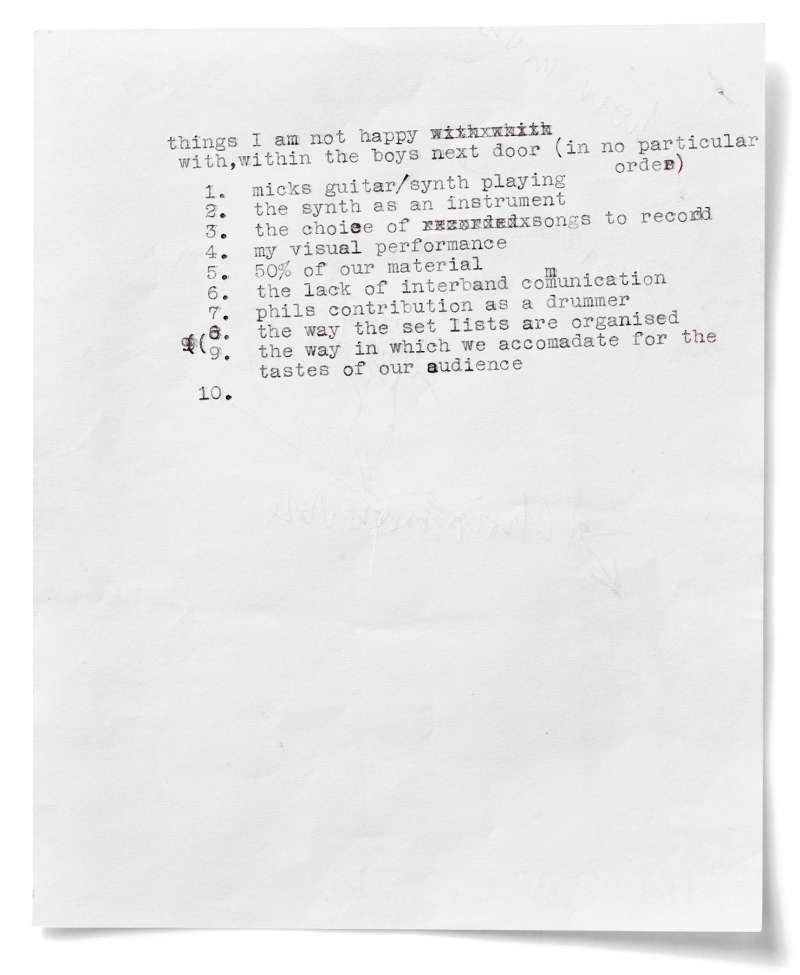 things I am not happy
with,within the boys next door (in no particular
order)
1. micks guitar/synth playing
2. the synth as an instrument
3. the choice of songs to record
4. my visual performance
5. 50% of our material
6. the lack of interband communication
7. phils contribution as a drummer
8. the way the set lists are organised
9. the way in which we accomadate for the
tastes of our audience
10.